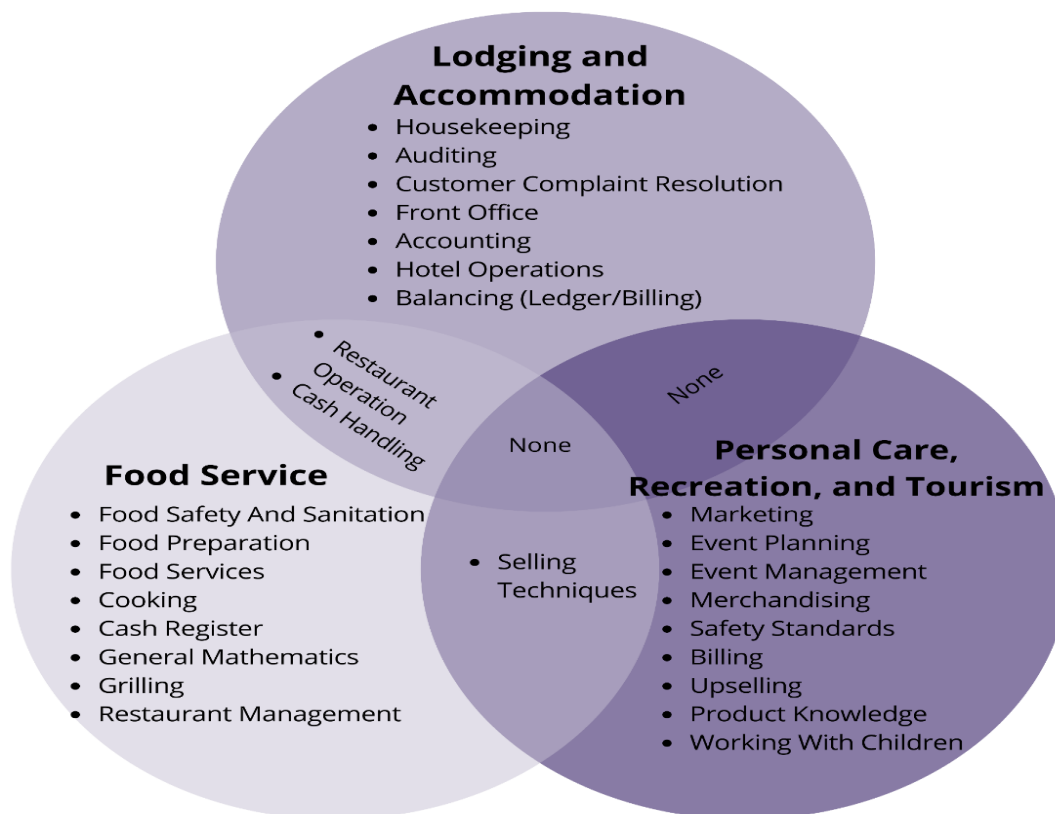 Lodging and
Accommodation
• Housekeeping
• Auditing
• Customer Complaint Resolution
• Front Office
• Accounting
• Hotel Operations
• Balancing (Ledger/Billing)
• Restaurant
Operation
• Cash Handling
None
None
Food Service
• Food Safety And Sanitation
• Food Preparation
• Food Services
• Cooking
• Cash Register
• General Mathematics
• Grilling
• Restaurant Management
• Selling
Techniques
Personal Care,
Recreation, and Tourism
• Marketing
• Event Planning
• Event Management
• Merchandising
• Safety Standards
• Billing
• Upselling
• Product Knowledge
• Working With Children